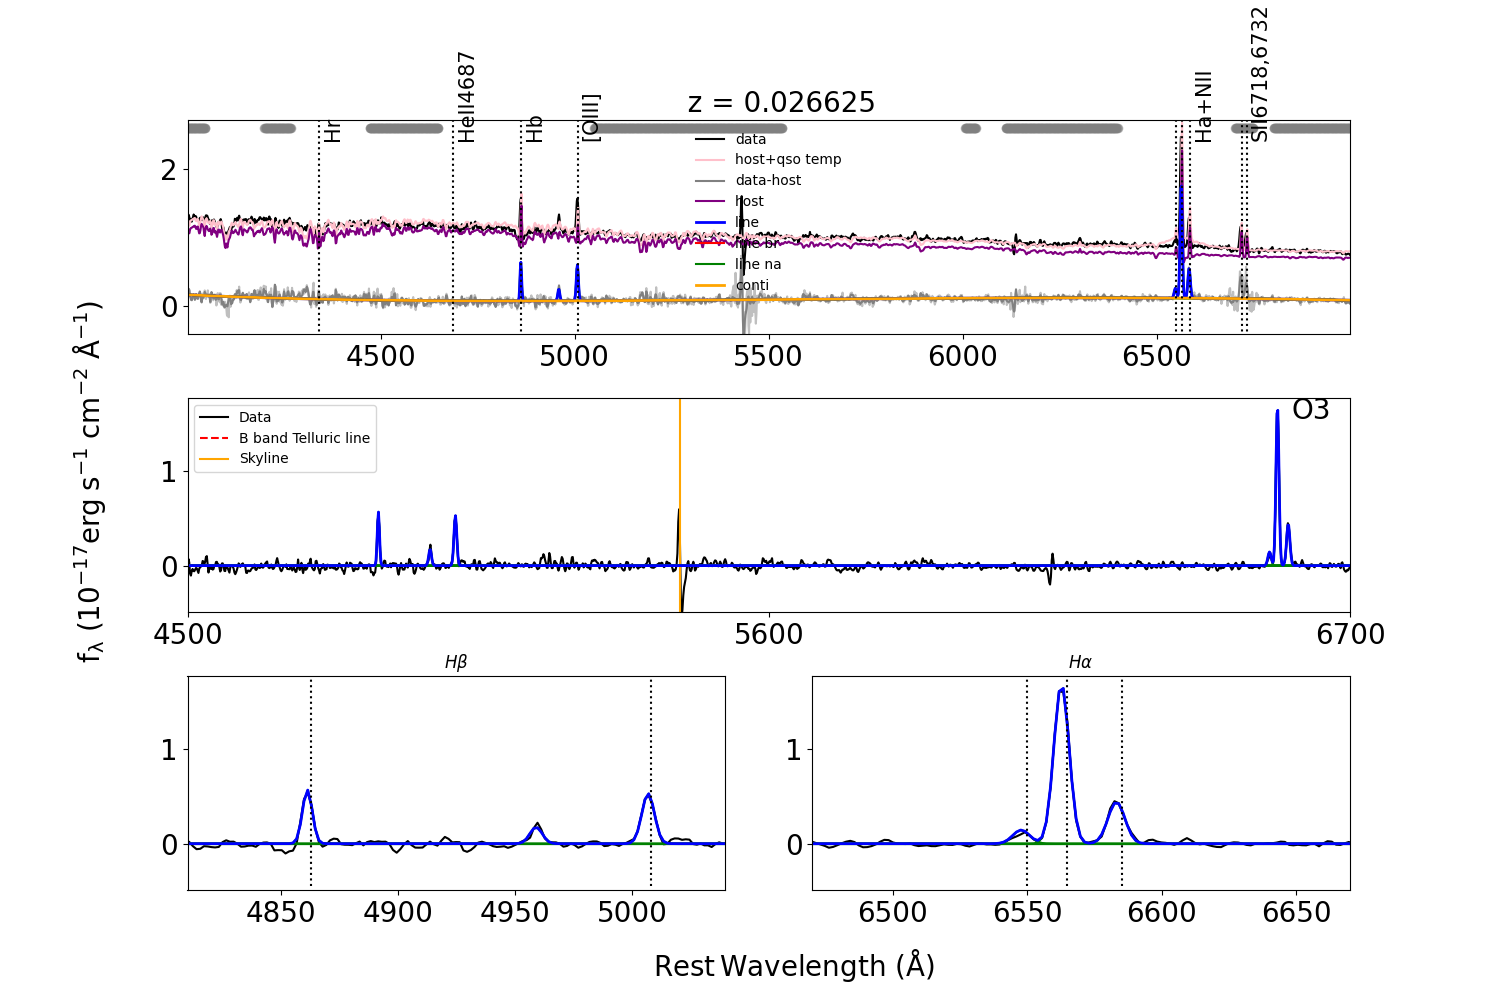 Hr
HeII4687
Hb
[OIII]
Ha+NII
SII6718,6732
z = 0.026625
data
host+qso temp
data-host
host
line
line br
line na
conti
2
0
4500
5000
5500
6000
6500
Data
B band Telluric line
Skyline
O3
1
0
4500
5600
6700
fλ (10−17erg s−1 cm−2 Å−1)
Hβ
1
0
4850
4900
4950
5000
Hα
1
0
6500
6550
6600
6650
Rest Wavelength (Å)